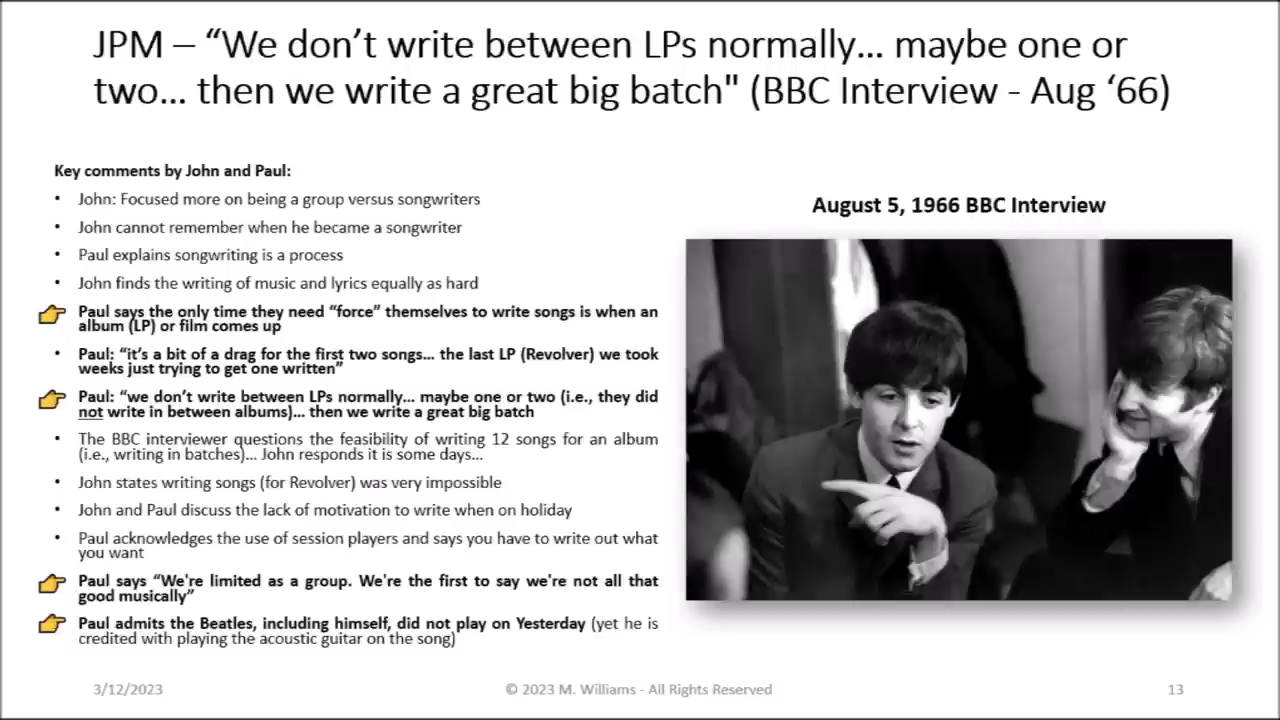 JPM – “We don’t write between LPs normally… maybe one or
two… then we write a great big batch" (BBC Interview - Aug ‘66)
Key comments by John and Paul:
• John: Focused more on being a group versus songwriters
• John cannot remember when he became a songwriter
• Paul explains songwriting is a process
• John finds the writing of music and lyrics equally as hard
Paul says the only time they need “force” themselves to write songs is when an
album (LP) or film comes up
• Paul: “it’s a bit of a drag for the first two songs… the last LP (Revolver) we took
weeks just trying to get one written”
Paul: “we don’t write between LPs normally… maybe one or two (i.e., they did
not write in between albums)… then we write a great big batch
• The BBC interviewer questions the feasibility of writing 12 songs for an album
(i.e., writing in batches)… John responds it is some days…
• John states writing songs (for Revolver) was very impossible
• John and Paul discuss the lack of motivation to write when on holiday
• Paul acknowledges the use of session players and says you have to write out what
you want
Paul says “We're limited as a group. We're the first to say we're not all that
good musically”
Paul admits the Beatles, including himself, did not play on Yesterday (yet he is
credited with playing the acoustic guitar on the song)
August 5, 1966 BBC Interview
3/12/2023
© 2023 M. Williams - All Rights Reserved
13